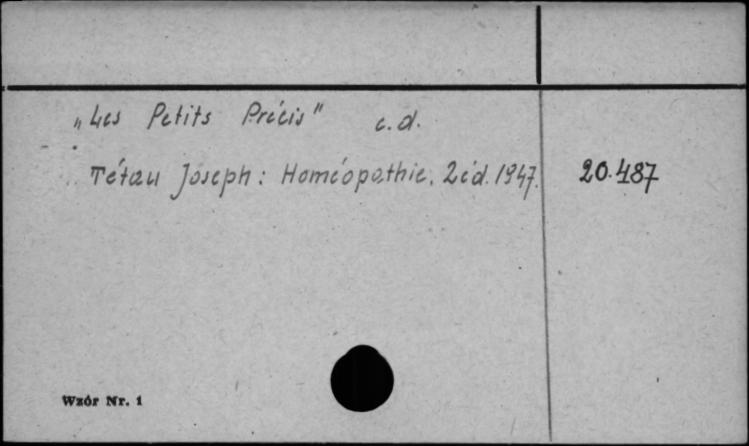 „Les Petits Précis" c.d.
Tétau Joseph: Homéopathie. 2 éd. 1947. 20.487
Wzór Nr. 1